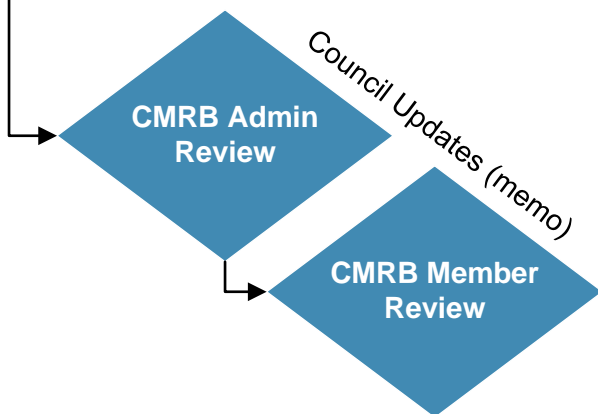 CMRB Admin
Review
Council Updates (memo)
CMRB Member
Review